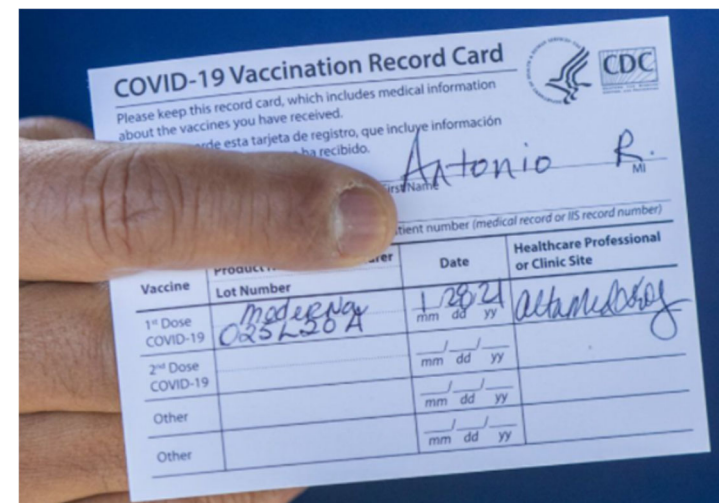 COVID-19 Vaccination Record Card
CDC
Please keep this record card, which includes medical information
about the vaccines you have received.
esta tarjeta de registro, que incluye información
ha recibido.
Antonio R.
First Name MI
number (medical record or IIS record number)
Vaccine
Lot Number
Date
Healthcare Professional
or Clinic Site
1st Dose
COVID-19
Moderna
025L20A
1 28 21
mm dd yy
2nd Dose
COVID-19
mm dd yy
Other
mm dd yy
Other
mm dd yy